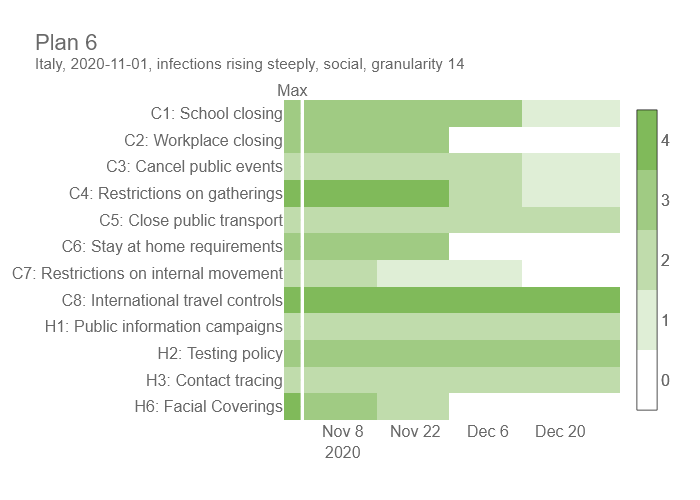 Plan 6
Italy, 2020-11-01, infections rising steeply, social, granularity 14
Max
C1: School closing
C2: Workplace closing
C3: Cancel public events
C4: Restrictions on gatherings
C5: Close public transport
C6: Stay at home requirements
C7: Restrictions on internal movement
C8: International travel controls
H1: Public information campaigns
H2: Testing policy
H3: Contact tracing
H6: Facial Coverings
Nov 8 Nov 22 Dec 6 Dec 20
2020
4
3
2
1
0